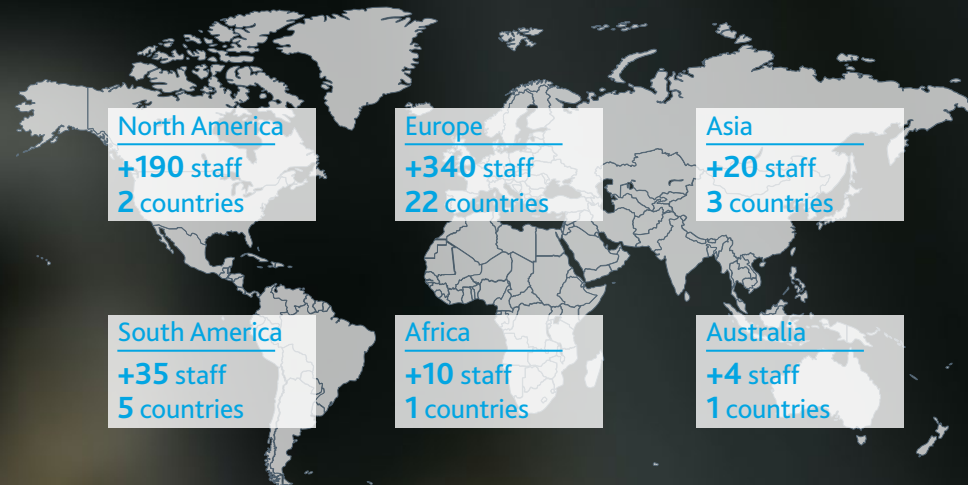 North America
+190 staff
2 countries
Europe
+340 staff
22 countries
Asia
+20 staff
3 countries
South America
+35 staff
5 countries
Africa
+10 staff
1 countries
Australia
+4 staff
1 countries